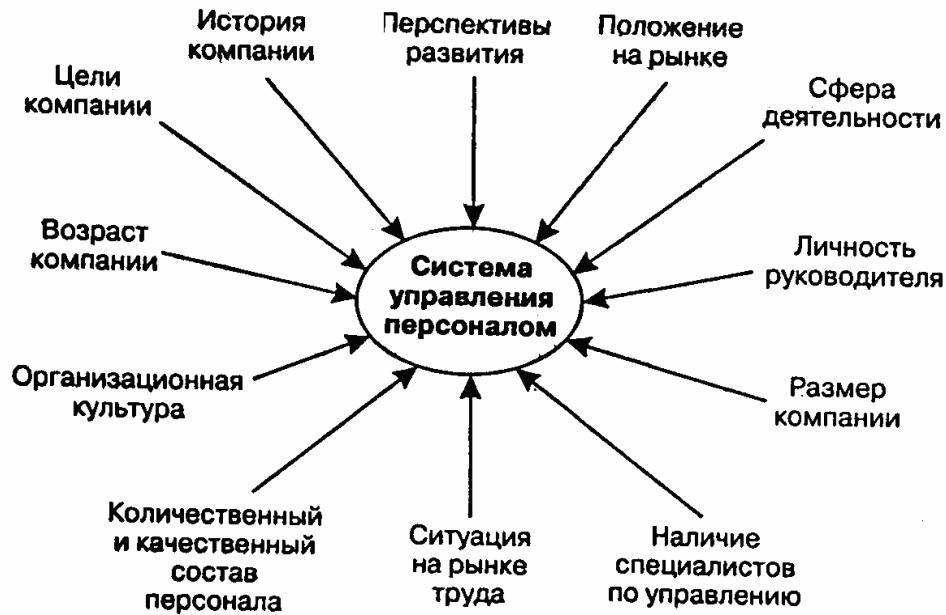 История
компании
Перспективы
развития
Положение
на рынке
Цели
компании
Сфера
деятельности
Возраст
компании
Система
управления
персоналом
Личность
руководителя
Организационная
культура
Размер
компании
Количественный
и качественный
состав
персонала
Ситуация
на рынке
труда
Наличие
специалистов
по управлению